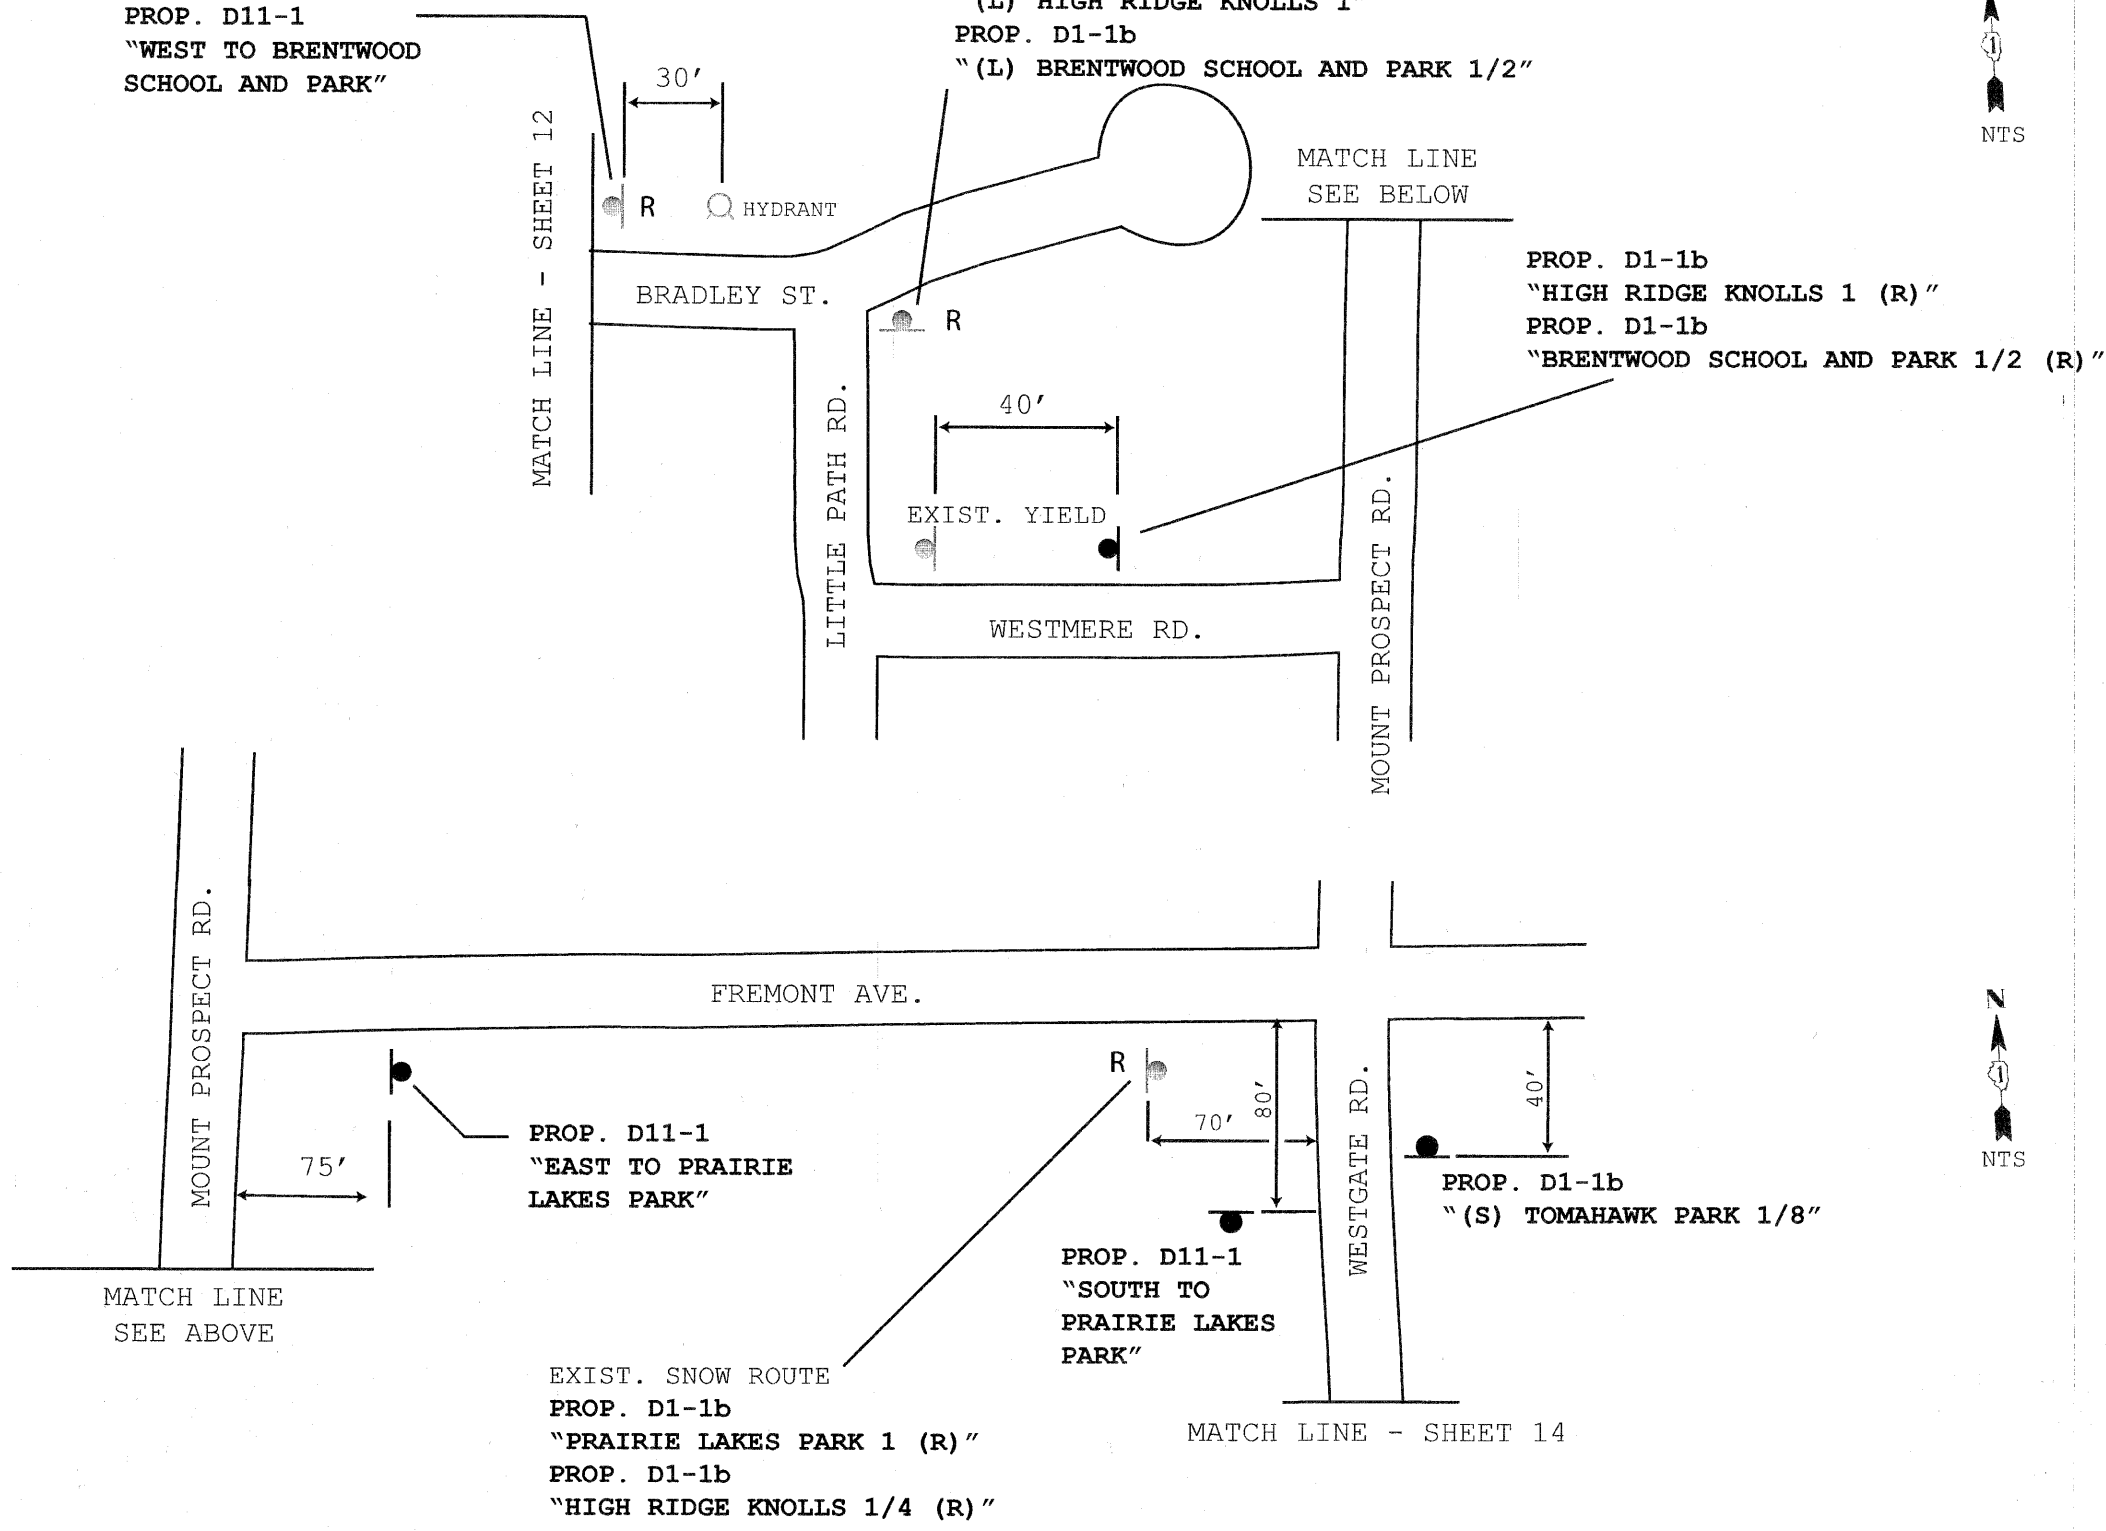 PROP. D11-1
"WEST TO BRENTWOOD
SCHOOL AND PARK"
"(L) HIGH RIDGE KNOLLS 1"
PROP. D1-1b
"(L) BRENTWOOD SCHOOL AND PARK 1/2"
NTS
30'
MATCH LINE - SHEET 12
R
HYDRANT
MATCH LINE
SEE BELOW
BRADLEY ST.
R
PROP. D1-1b
"HIGH RIDGE KNOLLS 1 (R)"
PROP. D1-1b
"BRENTWOOD SCHOOL AND PARK 1/2 (R)"
LITTLE PATH RD.
40'
EXIST. YIELD
MOUNT PROSPECT RD.
WESTMERE RD.
MOUNT PROSPECT RD.
FREMONT AVE.
N
NTS
75'
PROP. D11-1
"EAST TO PRAIRIE
LAKES PARK"
R
70'
80'
WESTGATE RD.
40'
PROP. D1-1b
"(S) TOMAHAWK PARK 1/8"
PROP. D11-1
"SOUTH TO
PRAIRIE LAKES
PARK"
MATCH LINE
SEE ABOVE
EXIST. SNOW ROUTE
PROP. D1-1b
"PRAIRIE LAKES PARK 1 (R)"
PROP. D1-1b
"HIGH RIDGE KNOLLS 1/4 (R)"
MATCH LINE - SHEET 14